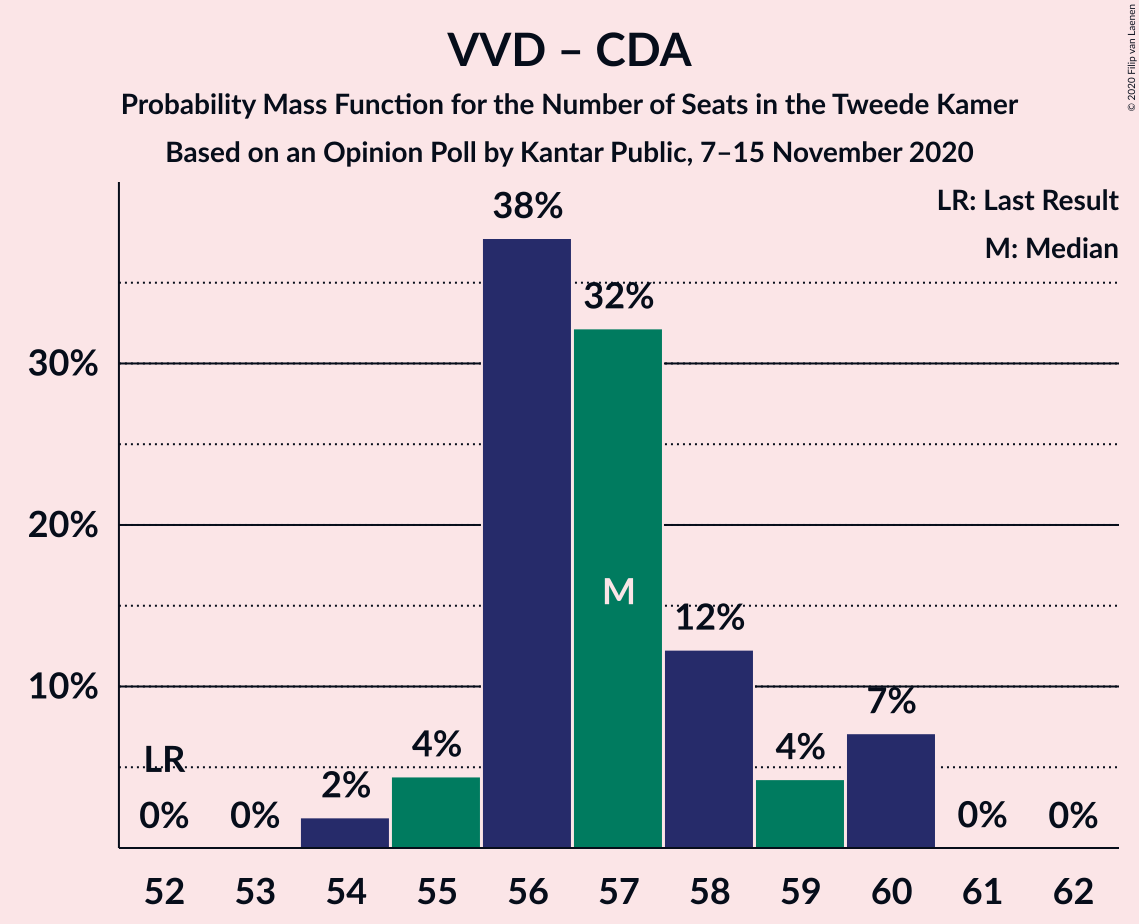 VVD – CDA
Probability Mass Function for the Number of Seats in the Tweede Kamer
Based on an Opinion Poll by Kantar Public, 7–15 November 2020
© 2020 Filip van Laenen
LR: Last Result
M: Median
30%
20%
10%
LR
0%
0%
2%
4%
38%
32%
M
12%
4%
7%
0%
0%
52 53 54 55 56 57 58 59 60 61 62